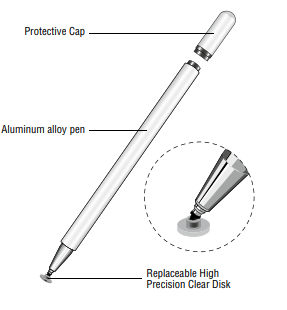 Protective Cap
Aluminum alloy pen
Replaceable High
Precision Clear Disk